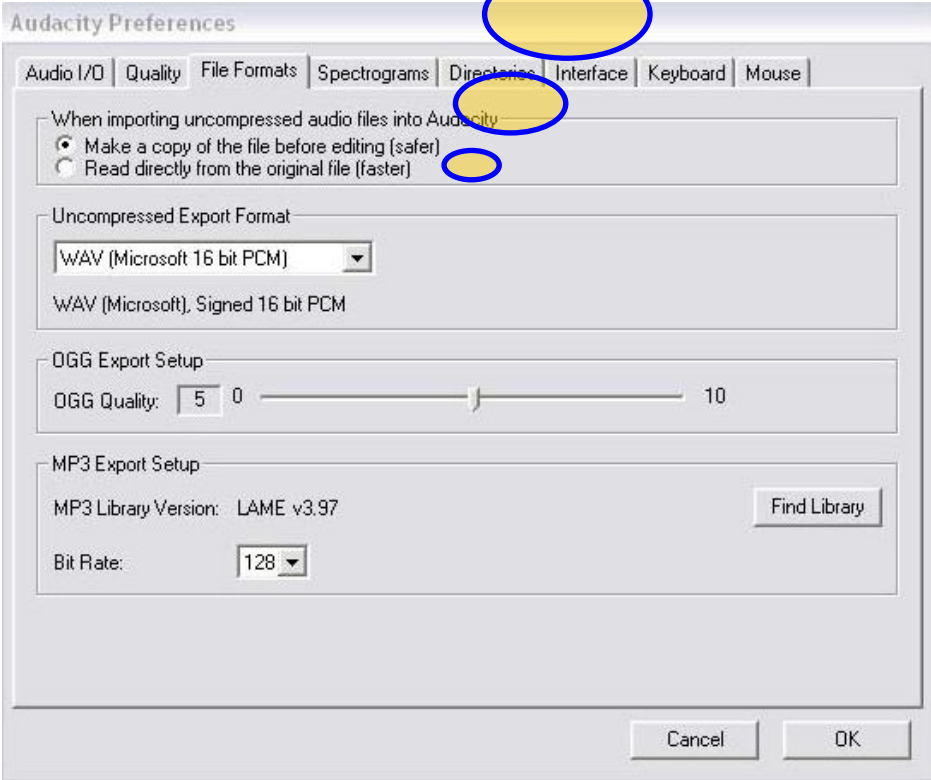 Audacity Preferences
Audio I/O Quality File Formats Spectrograms Directories Interface Keyboard Mouse
When importing uncompressed audio files into Audacity
Make a copy of the file before editing (safer)
Read directly from the original file (faster)
Uncompressed Export Format
WAV (Microsoft 16 bit PCM)
WAV (Microsoft), Signed 16 bit PCM
OGG Export Setup
OGG Quality: 5 0 10
MP3 Export Setup
MP3 Library Version: LAME v3.97 Find Library
Bit Rate: 128
Cancel OK